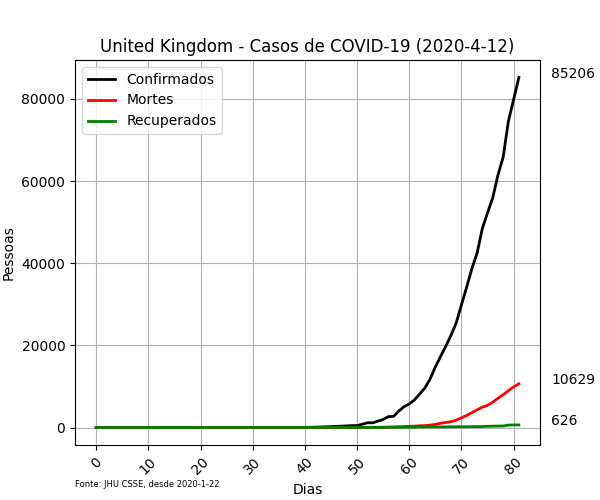 United Kingdom - Casos de COVID-19 (2020-4-12)
Confirmados
Mortes
Recuperados
85206
10629
626
80000
60000
40000
20000
0
Pessoas
0 10 20 30 40 50 60 70 80
Dias
Fonte: JHU CSSE, desde 2020-1-22